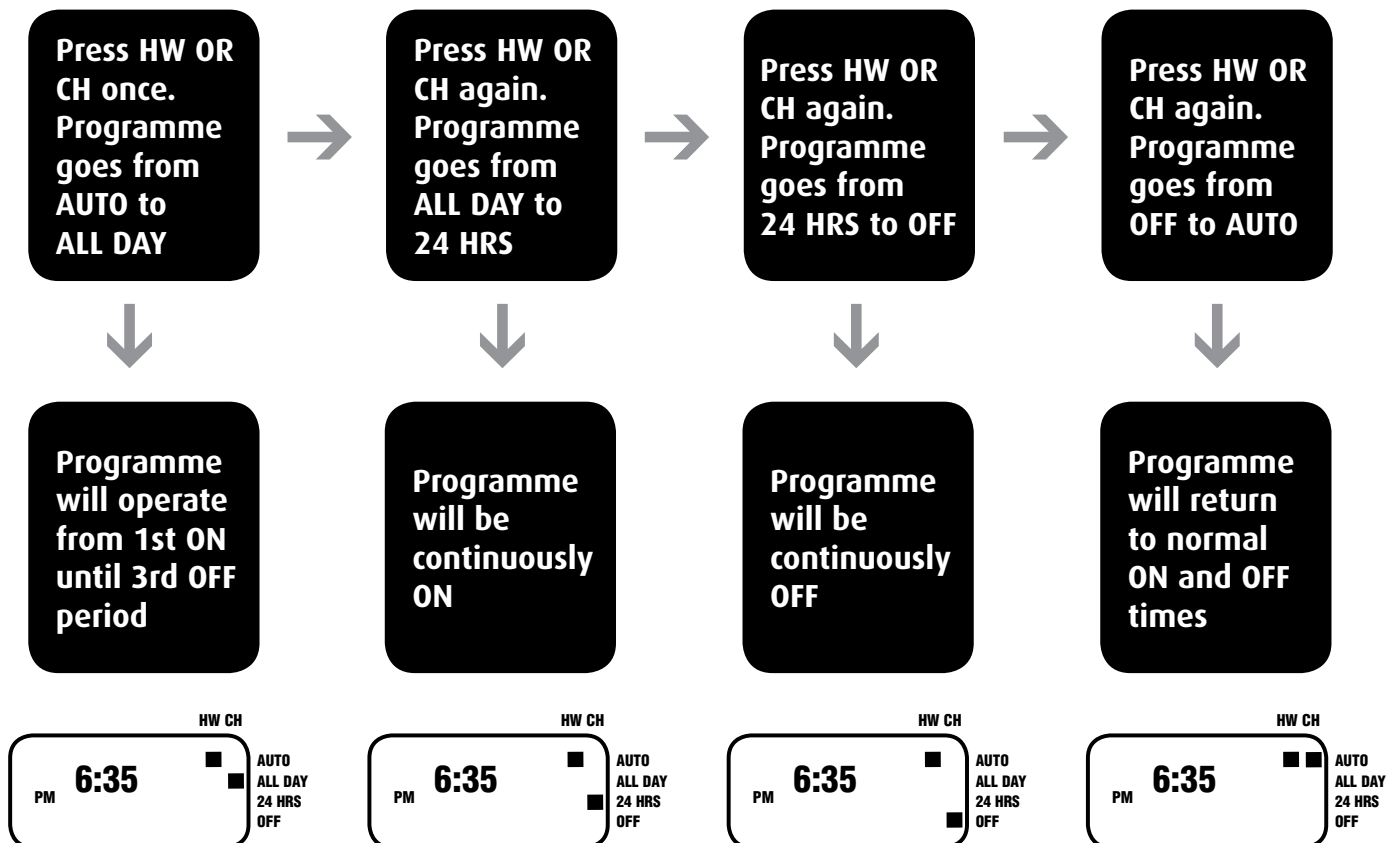 Press HW OR
CH once.
Programme
goes from
AUTO to
ALL DAY
Press HW OR
CH again.
Programme
goes from
ALL DAY to
24 HRS
Press HW OR
CH again.
Programme
goes from
24 HRS to OFF
Press HW OR
CH again.
Programme
goes from
OFF to AUTO
Programme
will operate
from 1st ON
until 3rd OFF
period
Programme
will be
continuously
ON
Programme
will be
continuously
OFF
Programme
will return
to normal
ON and OFF
times
HW CH
PM 6:35
AUTO
ALL DAY
24 HRS
OFF
HW CH
PM 6:35
AUTO
ALL DAY
24 HRS
OFF
HW CH
PM 6:35
AUTO
ALL DAY
24 HRS
OFF
HW CH
PM 6:35
AUTO
ALL DAY
24 HRS
OFF